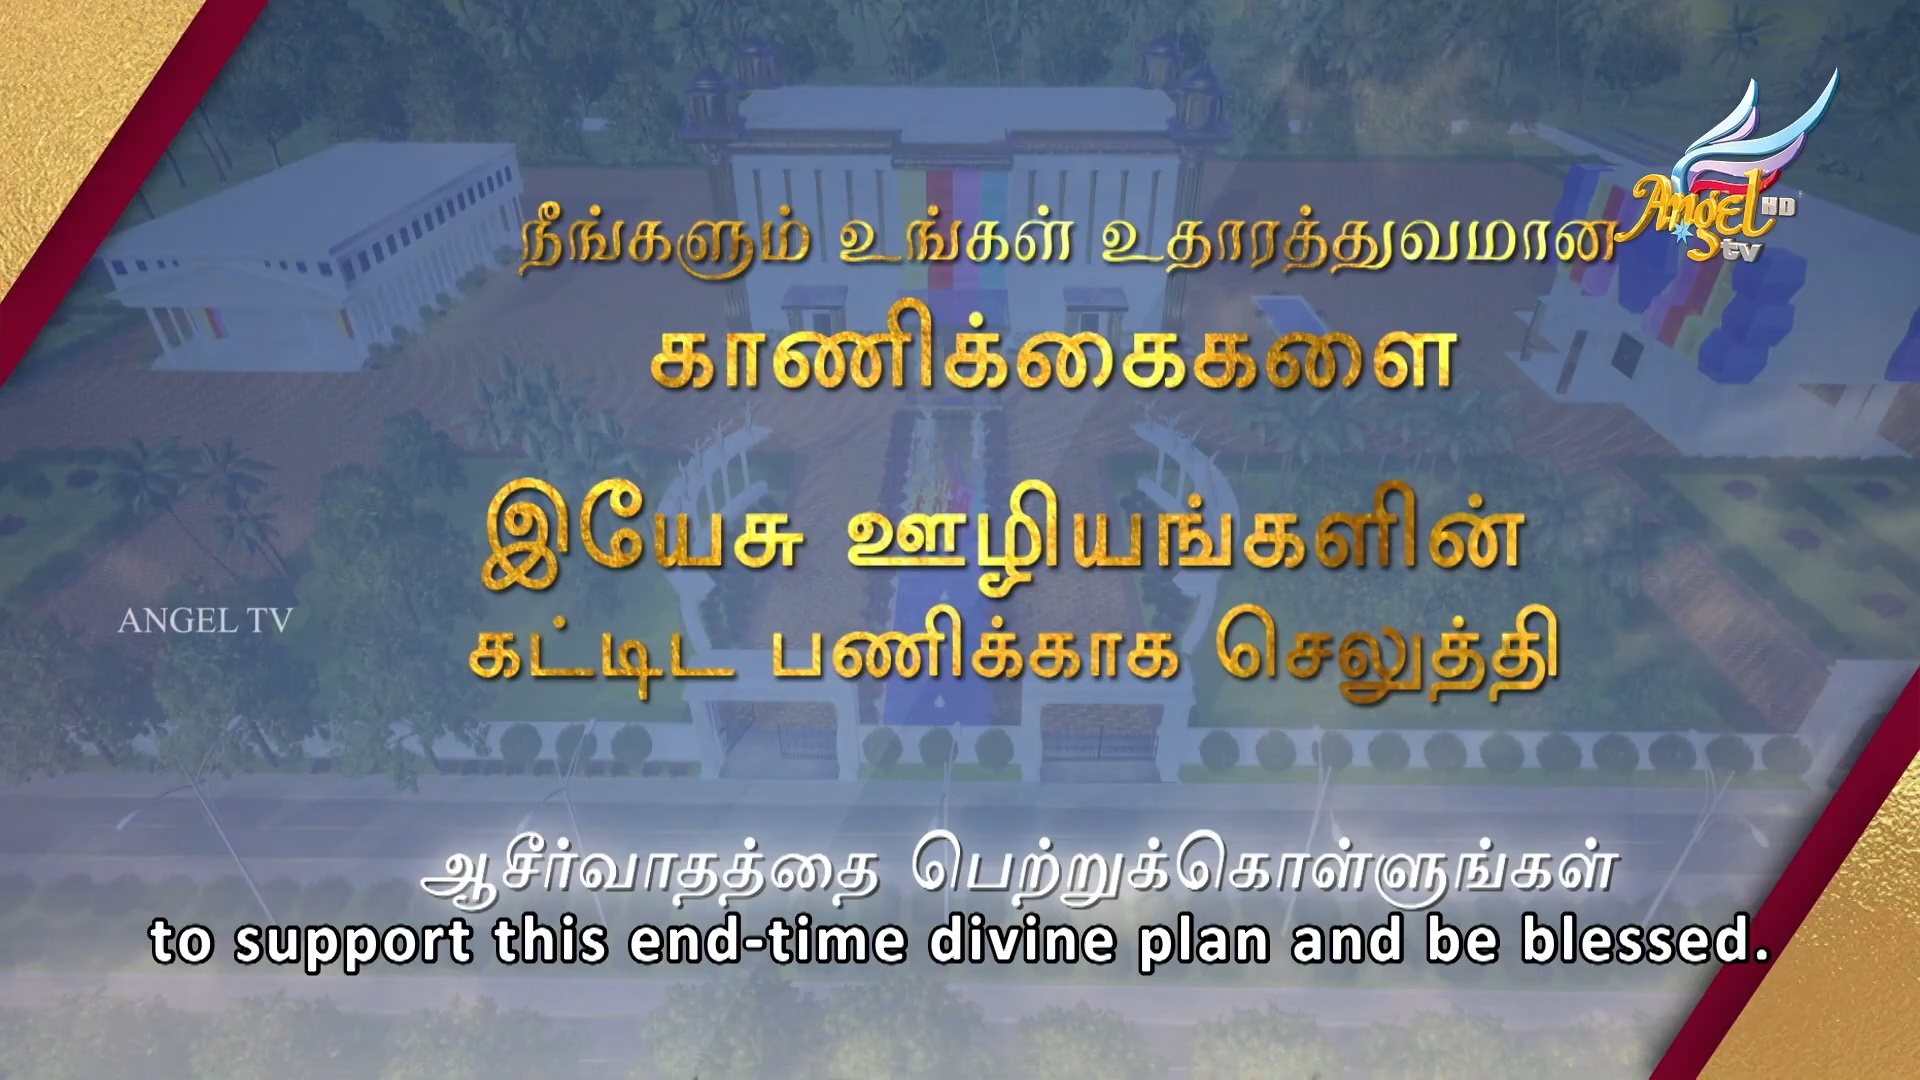 Angel HD
tv
நீங்களும் உங்கள் உதாரத்துவமான
காணிக்கைகளை
இயேசு ஊழியங்களின்
ANGEL TV
கட்டிட பணிக்காக செலுத்தி
ஆசீர்வாதத்தை பெற்றுக்கொள்ளுங்கள்
to support this end-time divine plan and be blessed.